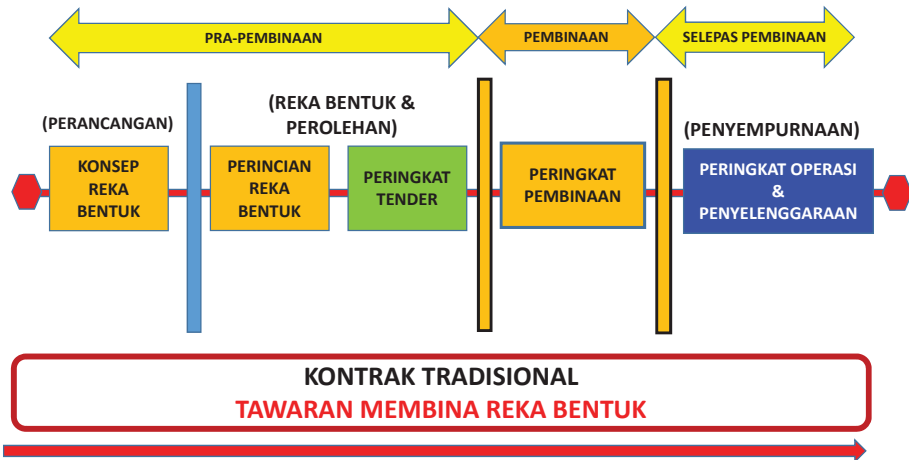 PRA-PEMBINAAN
PEMBINAAN
SELEPAS PEMBINAAN
(PERANCANGAN)
(REKA BENTUK &
PEROLEHAN)
(PENYEMPURNAAN)
KONSEP
REKA
BENTUK
PERINCIAN
REKA
BENTUK
PERINGKAT
TENDER
PERINGKAT
PEMBINAAN
PERINGKAT OPERASI
&
PENYELENGGARAAN
KONTRAK TRADISIONAL
TAWARAN MEMBINA REKA BENTUK